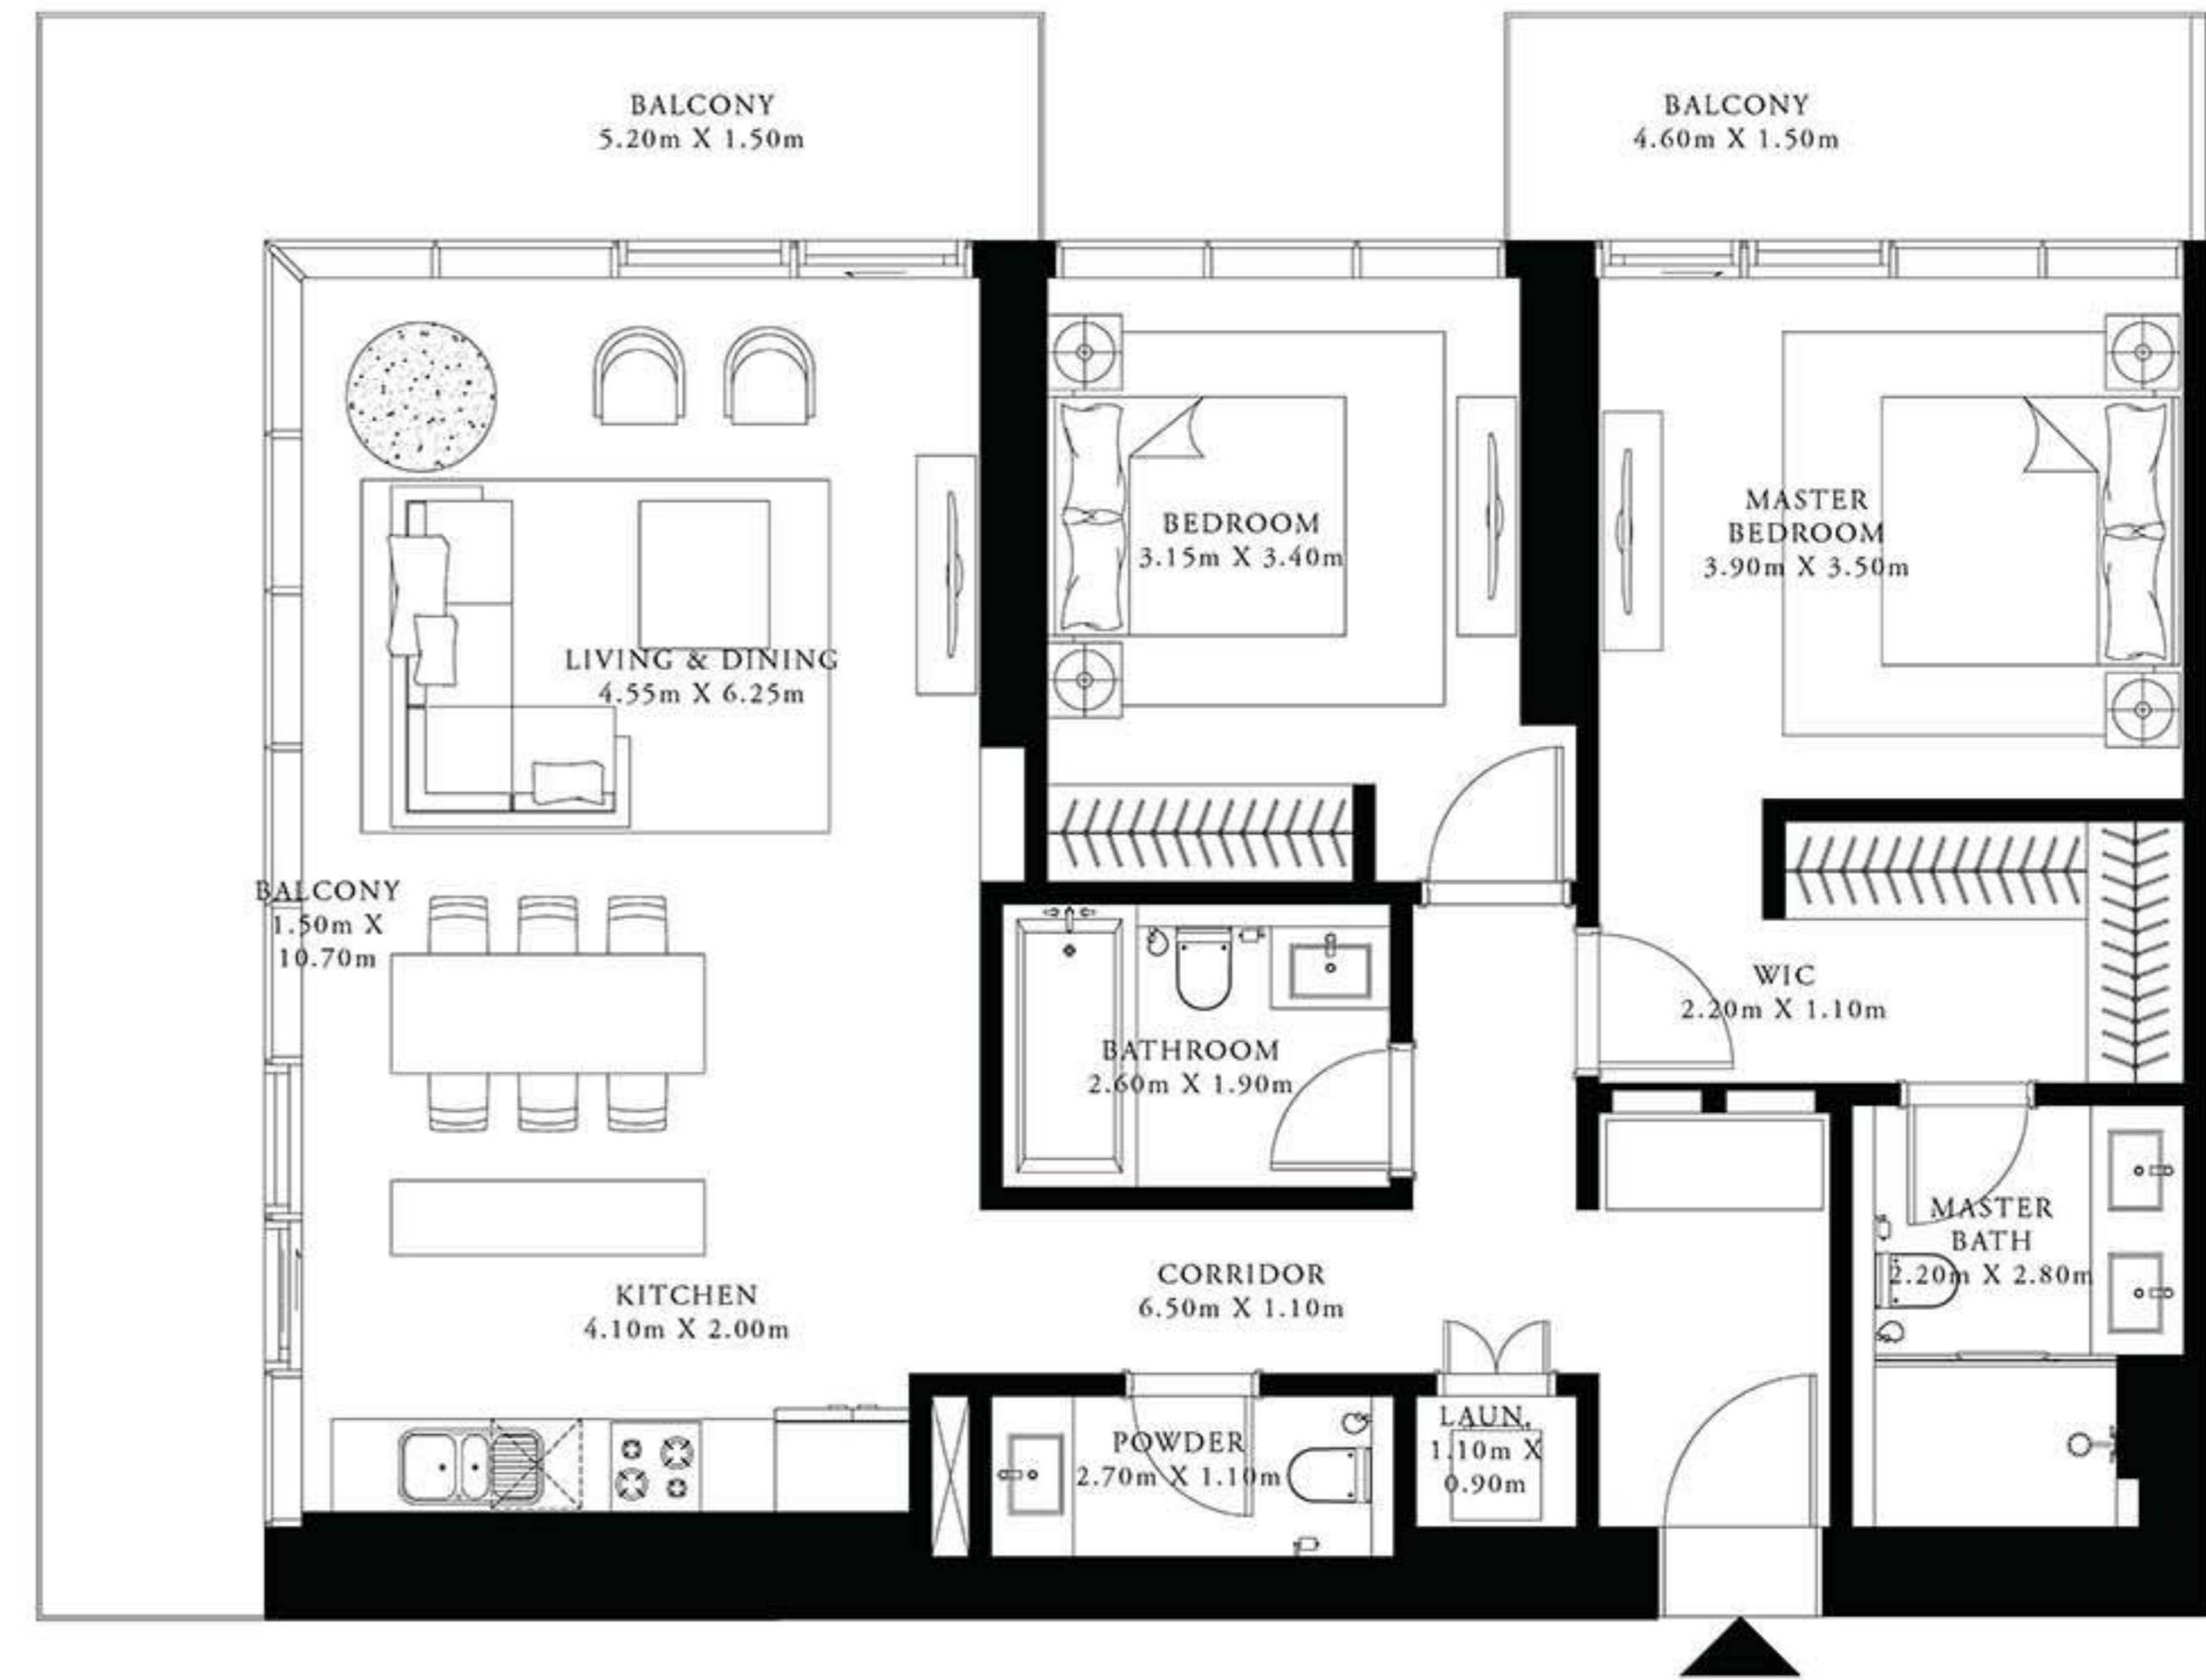 BALCONY
5.20m X 1.50m
BALCONY
4.60m X 1.50m
BEDROOM
3.15m X 3.40m
MASTER
BEDROOM
3.90m X 3.50m
LIVING & DINING
4.55m X 6.25m
BALCONY
1.50m X
10.70m
WIC
2.20m X 1.10m
BATHROOM
2.60m X 1.90m
MASTER
BATH
2.20m X 2.80m
CORRIDOR
6.50m X 1.10m
KITCHEN
4.10m X 2.00m
POWDER
2.70m X 1.10m
LAUN.
1.10m X
0.90m